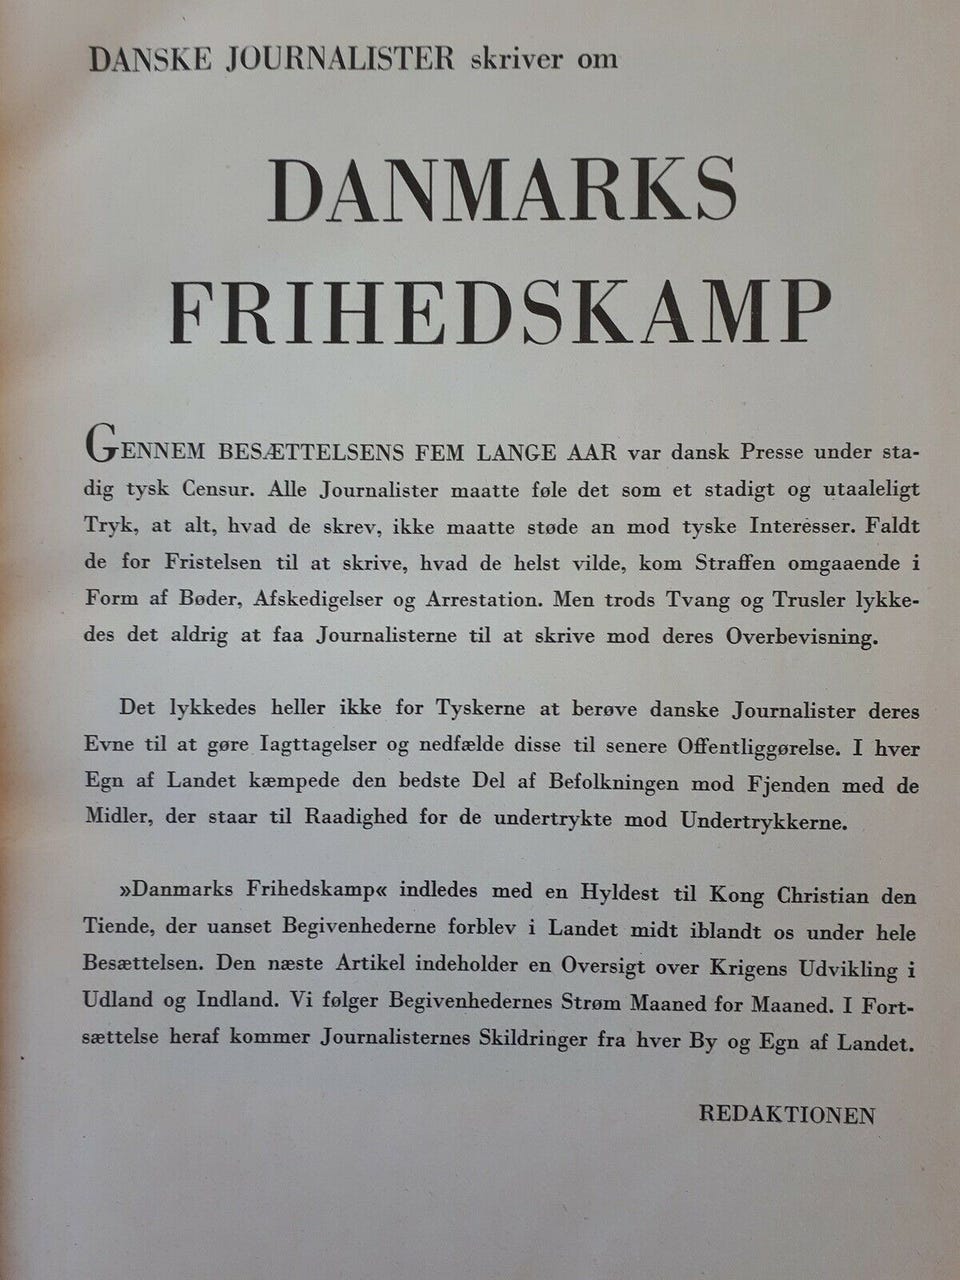 DANSKE JOURNALISTER skriver om
DANMARKS
FRIHEDSKAMP
GENNEM BESÆTTELSENS FEM LANGE AAR var dansk Presse under sta-
dig tysk Censur. Alle Journalister maatte føle det som et stadigt og utaaleligt
Tryk, at alt, hvad de skrev, ikke maatte støde an mod tyske Interesser. Faldt
de for Fristelsen til at skrive, hvad de helst vilde, kom Straffen omgaaende i
Form af Bøder, Afskedigelser og Arrestation. Men trods Tvang og Trusler lykke-
des det aldrig at faa Journalisterne til at skrive mod deres Overbevisning.
Det lykkedes heller ikke for Tyskerne at berøve danske Journalister deres
Evne til at gøre Iagttagelser og nedfælde disse til senere Offentliggørelse. I hver
Egn af Landet kæmpede den bedste Del af Befolkningen mod Fjenden med de
Midler, der staar til Raadighed for de undertrykte mod Undertrykkerne.
»Danmarks Frihedskamp« indledes med en Hyldest til Kong Christian den
Tiende, der uanset Begivenhederne forblev i Landet midt iblandt os under hele
Besættelsen. Den næste Artikel indeholder en Oversigt over Krigens Udvikling i
Udland og Indland. Vi følger Begivenhedernes Strøm Maaned for Maaned. I Fort-
sættelse heraf kommer Journalisternes Skildringer fra hver By og Egn af Landet.
REDAKTIONEN